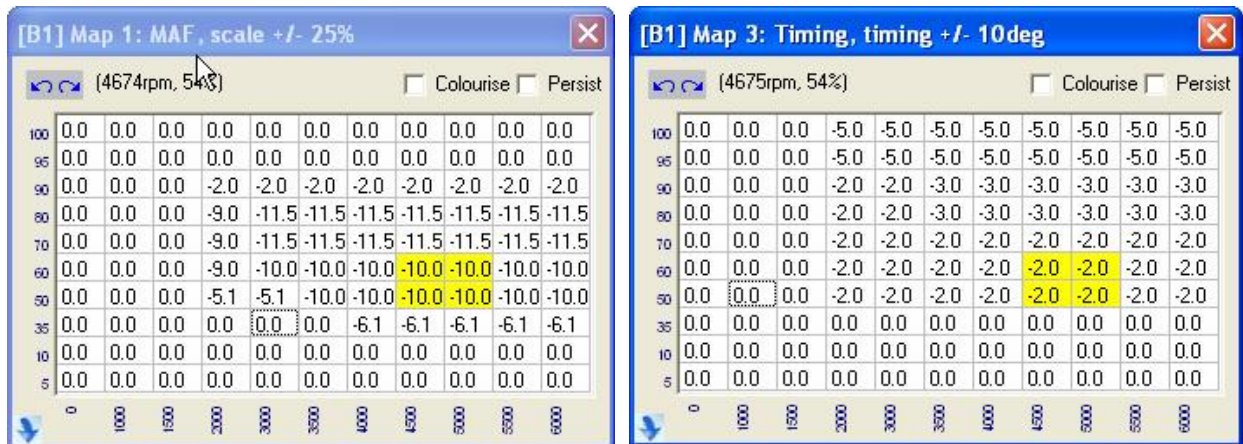 [B1] Map 1: MAF, scale +/- 25%
(4674rpm, 54%) Colourise Persist
100 0.0 0.0 0.0 0.0 0.0 0.0 0.0 0.0 0.0 0.0 0.0
95 0.0 0.0 0.0 0.0 0.0 0.0 0.0 0.0 0.0 0.0 0.0
90 0.0 0.0 0.0 -2.0 -2.0 -2.0 -2.0 -2.0 -2.0 -2.0 -2.0
80 0.0 0.0 0.0 -9.0 -11.5 -11.5 -11.5 -11.5 -11.5 -11.5 -11.5
70 0.0 0.0 0.0 -9.0 -11.5 -11.5 -11.5 -11.5 -11.5 -11.5 -11.5
60 0.0 0.0 0.0 -9.0 -10.0 -10.0 -10.0 -10.0 -10.0 -10.0 -10.0
50 0.0 0.0 0.0 -5.1 -5.1 -10.0 -10.0 -10.0 -10.0 -10.0 -10.0
35 0.0 0.0 0.0 0.0 0.0 0.0 -6.1 -6.1 -6.1 -6.1 -6.1
10 0.0 0.0 0.0 0.0 0.0 0.0 0.0 0.0 0.0 0.0 0.0
5 0.0 0.0 0.0 0.0 0.0 0.0 0.0 0.0 0.0 0.0 0.0
0 1000 1500 2000 3000 3500 4000 4500 5000 5500 6000
[B1] Map 3: Timing, timing +/- 10deg
(4675rpm, 54%) Colourise Persist
100 0.0 0.0 0.0 -5.0 -5.0 -5.0 -5.0 -5.0 -5.0 -5.0 -5.0
95 0.0 0.0 0.0 -5.0 -5.0 -5.0 -5.0 -5.0 -5.0 -5.0 -5.0
90 0.0 0.0 0.0 -2.0 -2.0 -3.0 -3.0 -3.0 -3.0 -3.0 -3.0
80 0.0 0.0 0.0 -2.0 -2.0 -3.0 -3.0 -3.0 -3.0 -3.0 -3.0
70 0.0 0.0 0.0 -2.0 -2.0 -2.0 -2.0 -2.0 -2.0 -2.0 -2.0
60 0.0 0.0 0.0 -2.0 -2.0 -2.0 -2.0 -2.0 -2.0 -2.0 -2.0
50 0.0 0.0 0.0 -2.0 -2.0 -2.0 -2.0 -2.0 -2.0 -2.0 -2.0
35 0.0 0.0 0.0 0.0 0.0 0.0 0.0 0.0 0.0 0.0 0.0
10 0.0 0.0 0.0 0.0 0.0 0.0 0.0 0.0 0.0 0.0 0.0
5 0.0 0.0 0.0 0.0 0.0 0.0 0.0 0.0 0.0 0.0 0.0
0 1000 1500 2000 3000 3500 4000 4500 5000 5500 6000